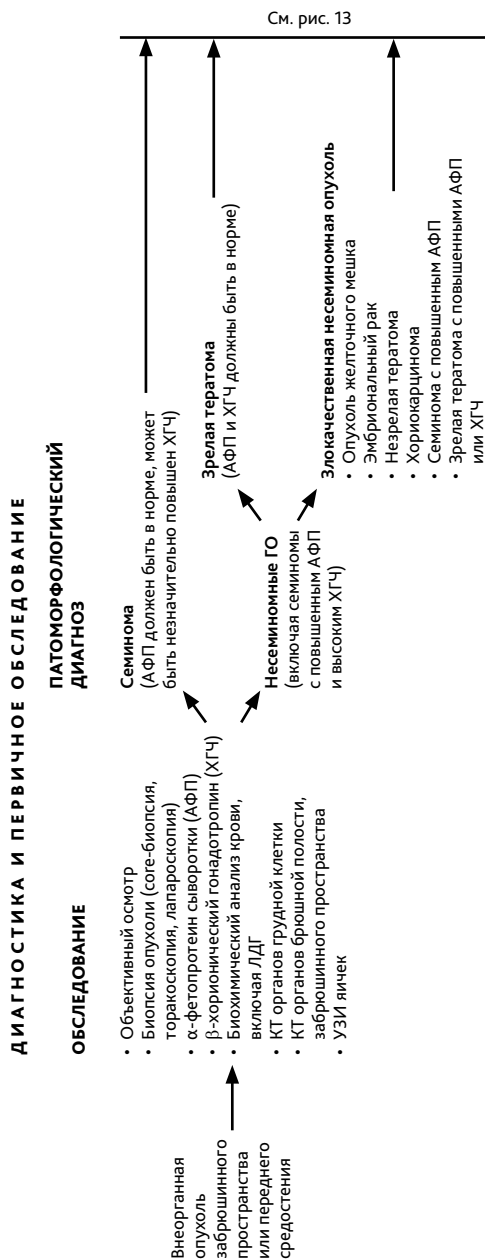 ДИАГНОСТИКА И ПЕРВИЧНОЕ ОБСЛЕДОВАНИЕ
ОБСЛЕДОВАНИЕ
ПАТОМОРФОЛОГИЧЕСКИЙ
ДИАГНОЗ
Внеорганная
опухоль
забрюшинного
пространства
или переднего
средостения
• Объективный осмотр
• Биопсия опухоли (core-биопсия,
торакоскопия, лапароскопия)
• α-фетопротеин сыворотки (АФП)
• β-хорионический гонадотропин (ХГЧ)
• Биохимический анализ крови,
включая ЛДГ
• КТ органов грудной клетки
• КТ органов брюшной полости,
забрюшинного пространства
• УЗИ яичек
Семинома
(АФП должен быть в норме, может
быть незначительно повышен ХГЧ)
Несеминомные ГО
(включая семиномы
с повышенным АФП
и высоким ХГЧ)
Зрелая тератома
(АФП и ХГЧ должны быть в норме)
Злокачественная несеминомная опухоль
• Опухоль желточного мешка
• Эмбриональный рак
• Незрелая тератома
• Хориокарцинома
• Семинома с повышенным АФП
• Зрелая тератома с повышенными АФП
или ХГЧ
См. рис. 13